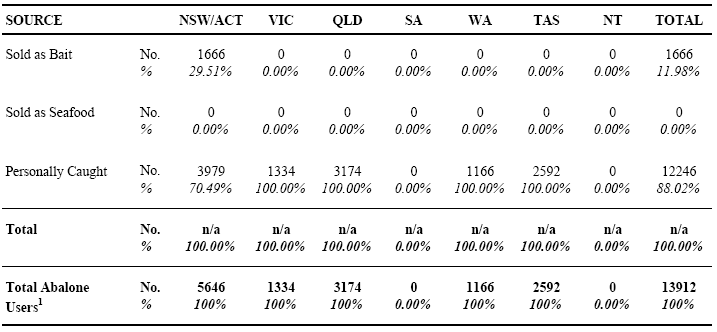 SOURCE NSW/ACT VIC QLD SA WA TAS NT TOTAL
Sold as Bait No. 1666 0 0 0 0 0 0 1666
% 29.51% 0.00% 0.00% 0.00% 0.00% 0.00% 0.00% 11.98%
Sold as Seafood No. 0 0 0 0 0 0 0 0
% 0.00% 0.00% 0.00% 0.00% 0.00% 0.00% 0.00% 0.00%
Personally Caught No. 3979 1334 3174 0 1166 2592 0 12246
% 70.49% 100.00% 100.00% 0.00% 100.00% 100.00% 0.00% 88.02%
Total No. n/a n/a n/a n/a n/a n/a n/a n/a
% 100.00% 100.00% 100.00% 0.00% 100.00% 100.00% 0.00% 100.00%
Total Abalone No. 5646 1334 3174 0 1166 2592 0 13912
Users1 % 100% 100% 100% 0.00% 100% 100% 0.00% 100%